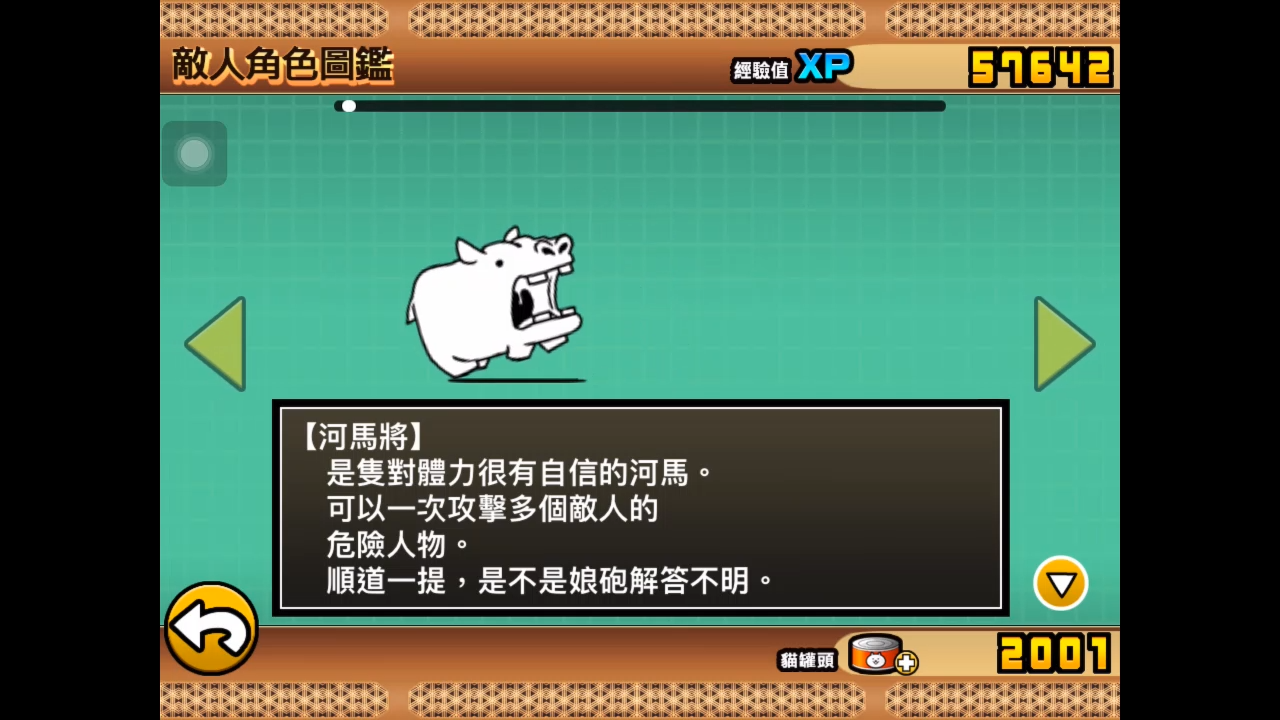 敵人角色圖鑑
經驗值 XP 57642
【河馬將】
是隻對體力很有自信的河馬。
可以一次攻擊多個敵人的
危險人物。
順道一提，是不是娘砲解答不明。
貓罐頭 2001